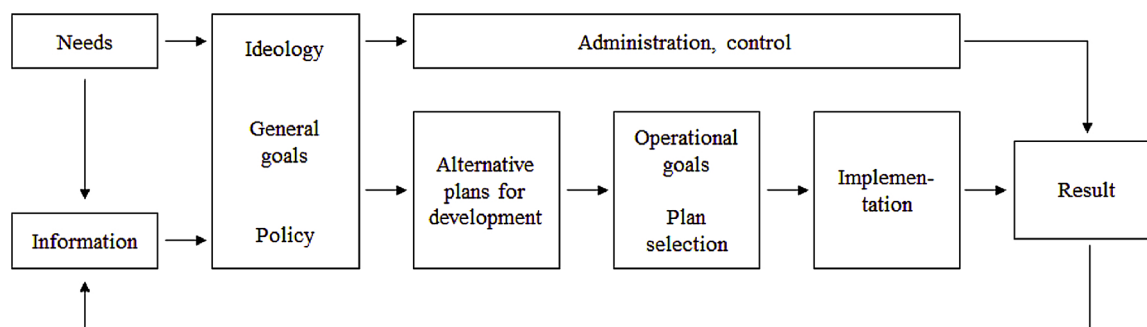 Needs
Information
Ideology
General
goals
Policy
Administration, control
Alternative
plans for
development
Operational
goals
Plan
selection
Implemen-
tation
Result